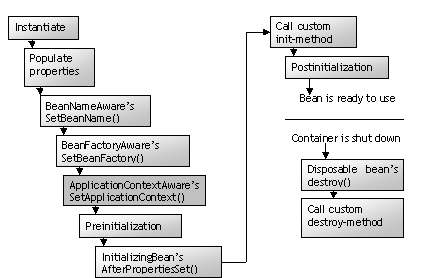 Instantiate
Populate
properties
BeanNameAware's
SetBeanName()
BeanFactoryAware's
SetBeanFactory()
ApplicationContextAware's
SetApplicationContext()
Preinitialization
InitializingBean's
AfterPropertiesSet()
Call custom
init-method
Postinitialization
Bean is ready to use
Container is shut down
Disposable bean's
destroy()
Call custom
destroy-method